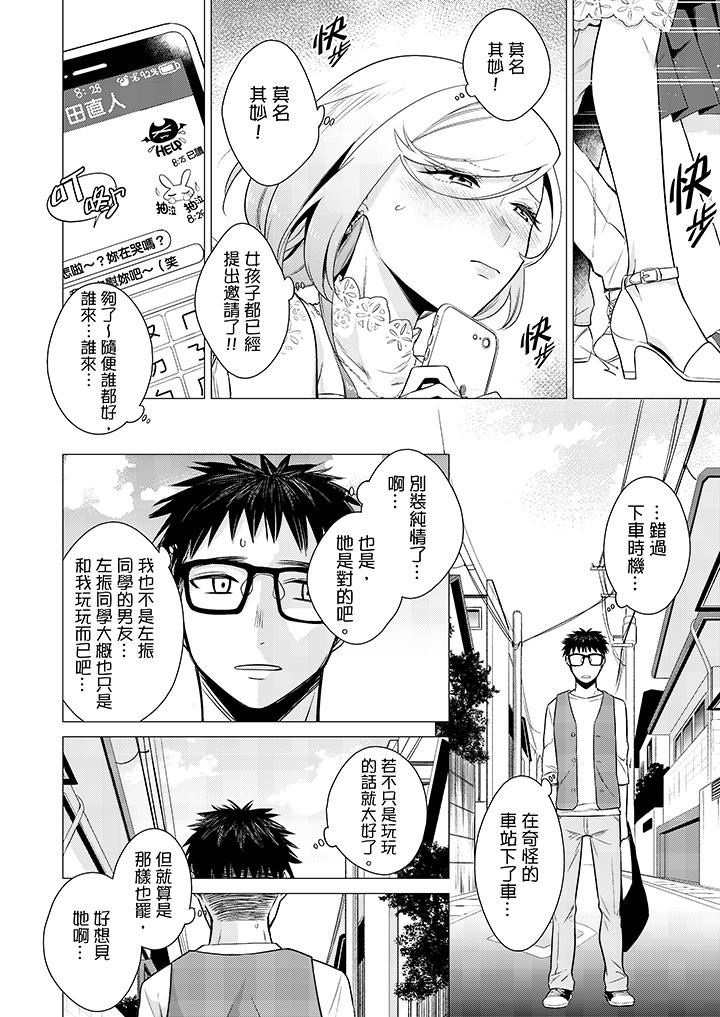 快步
快步
莫名
其妙！
莫名
其妙！
快步
女孩子都已經
提出邀請了!!
8:28
92%
田直人
HELP
8:25 已讀
抽泣
抽泣
叮咚
啦～？妳在哭嗎？
慰妳吧～（笑
夠了～隨便誰都好，
誰來…誰來…
…錯過
下車時機…
在奇怪的
車站下了車…
別裝純情了…
啊…
也是，
她是對的吧。
我也不是左振
同學的男友…
左振同學大概也只是
和我玩玩而已吧…
若不只是玩玩
的話就太好了。
但就算是
那樣也罷，
好想見
她啊…